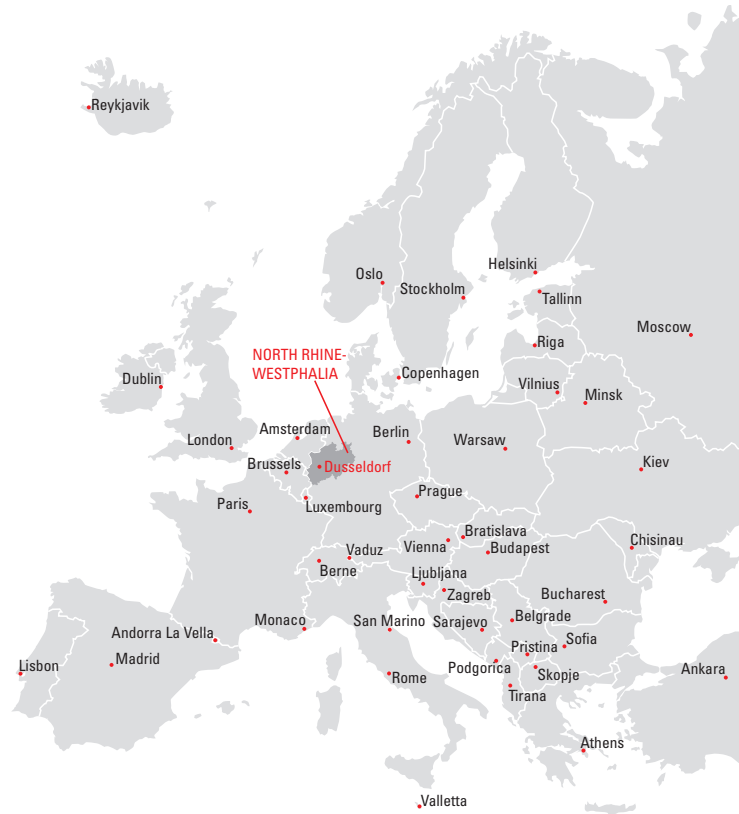 Reykjavik
Helsinki
Oslo
Stockholm
Tallinn
Moscow
Riga
NORTH RHINE-
WESTPHALIA
Copenhagen
Dublin
Vilnius
Minsk
Amsterdam
Berlin
London
Warsaw
Brussels
Dusseldorf
Kiev
Prague
Paris
Luxembourg
Bratislava
Chisinau
Vienna
Budapest
Vaduz
Berne
Ljubljana
Zagreb
Bucharest
Monaco
San Marino
Sarajevo
Belgrade
Andorra La Vella
Pristina
Sofia
Lisbon
Madrid
Podgorica
Skopje
Ankara
Rome
Tirana
Athens
Valletta